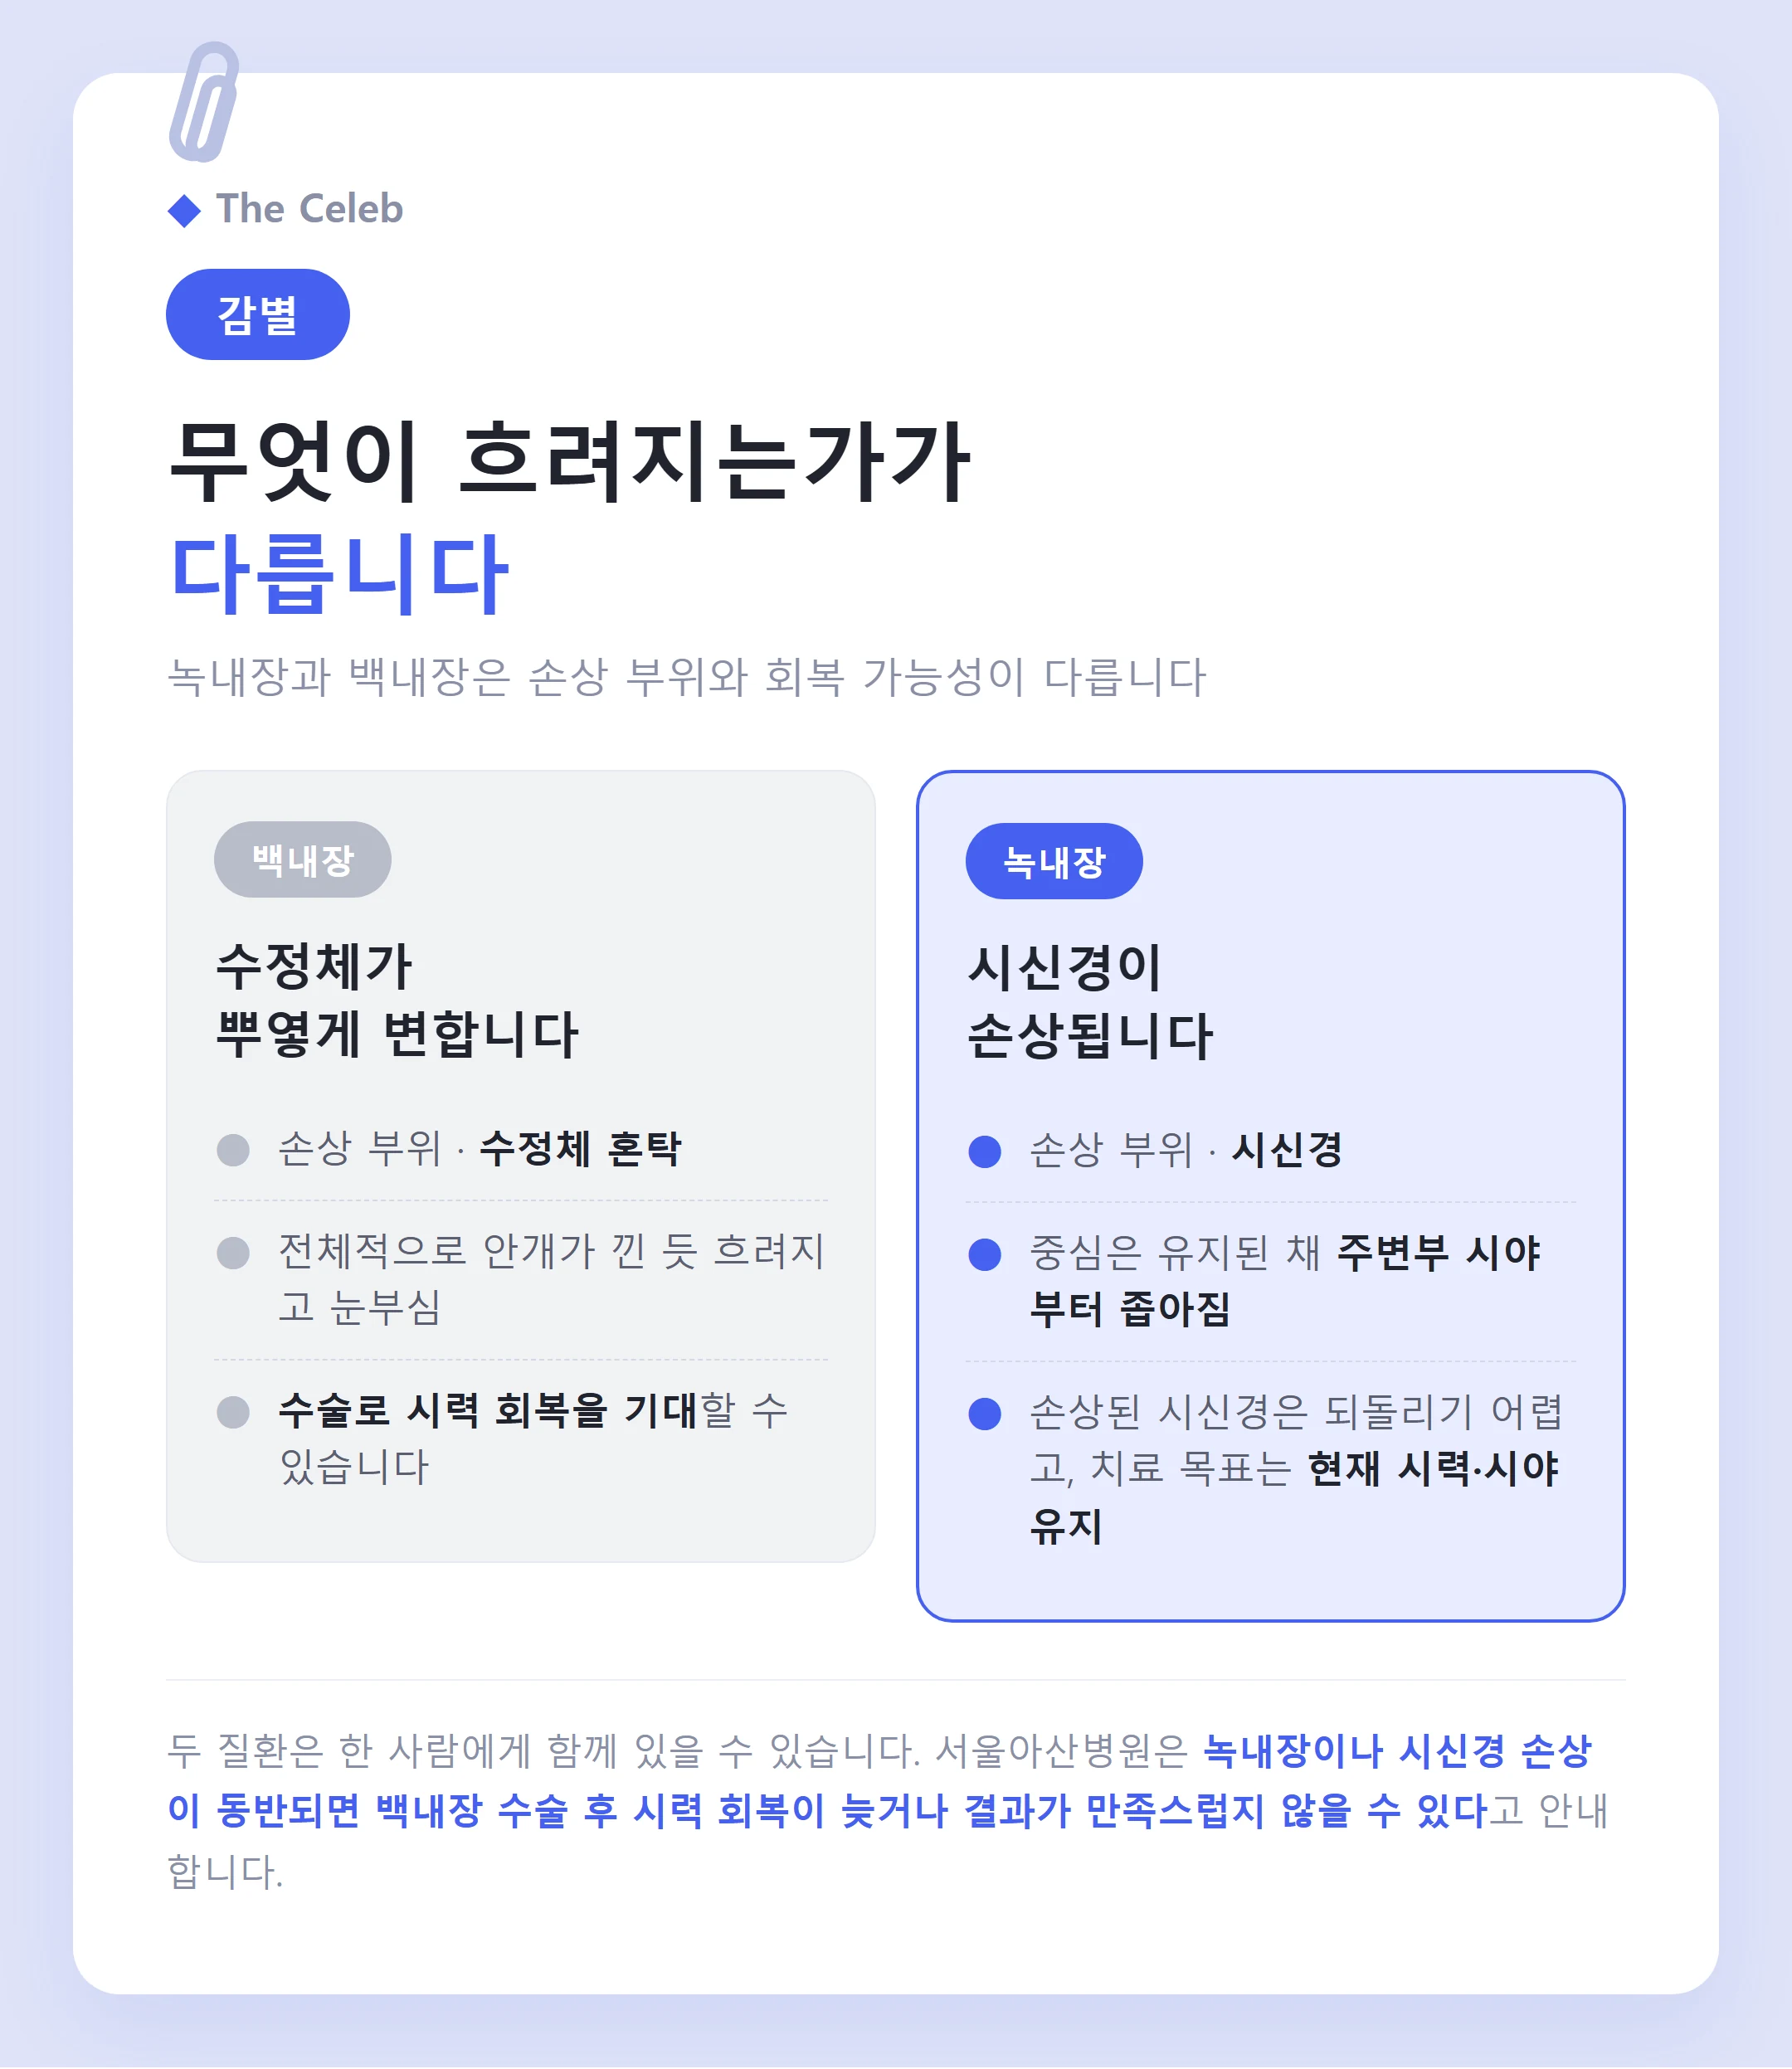 The Celeb
감별
무엇이 흐려지는가가
다릅니다
녹내장과 백내장은 손상 부위와 회복 가능성이 다릅니다
백내장
수정체가
뿌옇게 변합니다
손상 부위 · 수정체 혼탁
전체적으로 안개가 낀 듯 흐려지
고 눈부심
수술로 시력 회복을 기대할 수
있습니다
녹내장
시신경이
손상됩니다
손상 부위 · 시신경
중심은 유지된 채 주변부 시야
부터 좁아짐
손상된 시신경은 되돌리기 어렵
고, 치료 목표는 현재 시력·시야
유지
두 질환은 한 사람에게 함께 있을 수 있습니다. 서울아산병원은 녹내장이나 시신경 손상
이 동반되면 백내장 수술 후 시력 회복이 늦거나 결과가 만족스럽지 않을 수 있다고 안내
합니다.